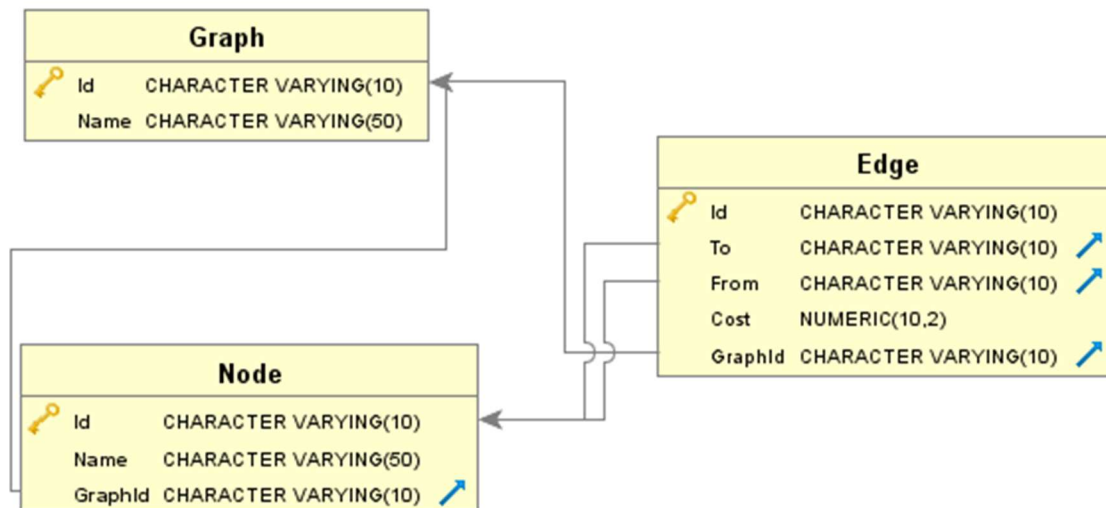 Graph
Id CHARACTER VARYING(10)
Name CHARACTER VARYING(50)
Edge
Id CHARACTER VARYING(10)
To CHARACTER VARYING(10)
From CHARACTER VARYING(10)
Cost NUMERIC(10,2)
GraphId CHARACTER VARYING(10)
Node
Id CHARACTER VARYING(10)
Name CHARACTER VARYING(50)
GraphId CHARACTER VARYING(10)